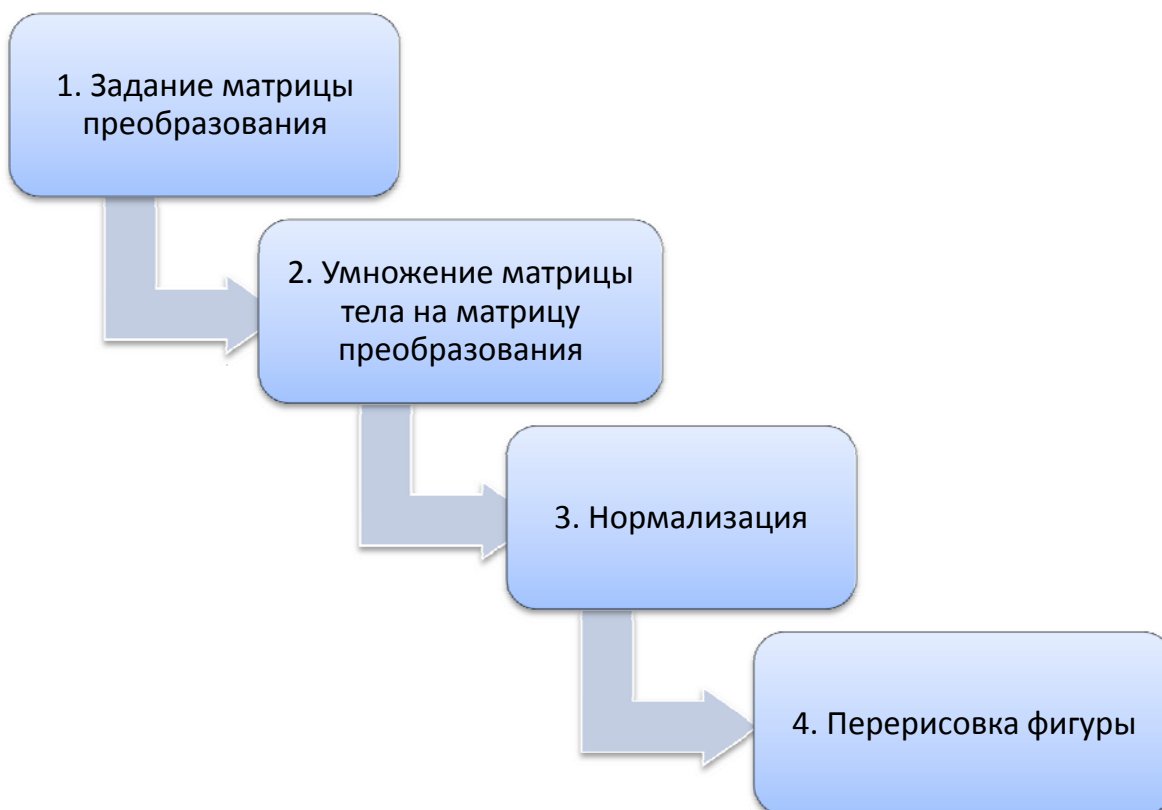 1. Задание матрицы
преобразования
2. Умножение матрицы
тела на матрицу
преобразования
3. Нормализация
4. Перерисовка фигуры